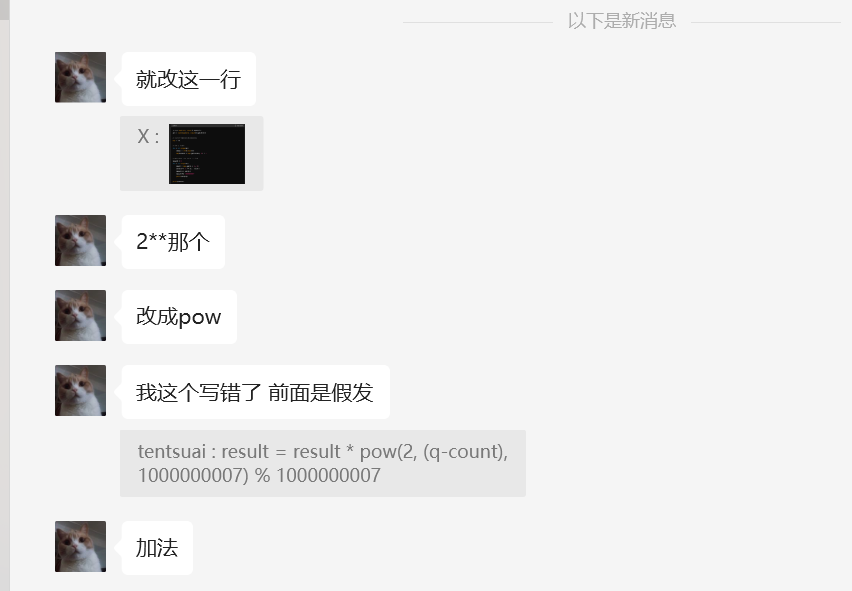 以下是新消息
就改这一行
X :
2**那个
改成pow
我这个写错了 前面是假发
tentsuai : result = result * pow(2, (q-count),
1000000007) % 1000000007
加法